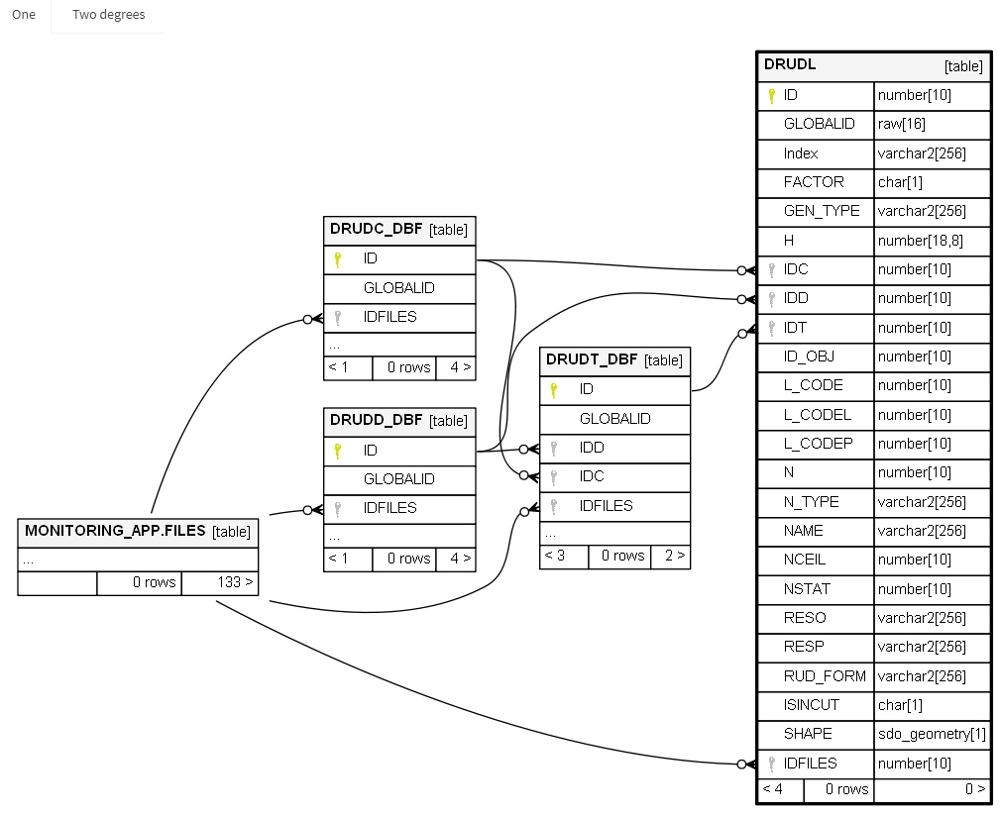 One Two degrees
DRUDL [table]
ID number[10]
GLOBALID raw[16]
Index varchar2[256]
FACTOR char[1]
GEN_TYPE varchar2[256]
H number[18,8]
IDC number[10]
IDD number[10]
IDT number[10]
ID_OBJ number[10]
L_CODE number[10]
L_CODEL number[10]
L_CODEP number[10]
N number[10]
N_TYPE varchar2[256]
NAME varchar2[256]
NCEIL number[10]
NSTAT number[10]
RESO varchar2[256]
RESP varchar2[256]
RUD_FORM varchar2[256]
ISINCUT char[1]
SHAPE sdo_geometry[1]
IDFILES number[10]
< 4 0 rows 0 >
DRUDC_DBF [table]
ID
GLOBALID
IDFILES
...
< 1 0 rows 4 >
DRUDT_DBF [table]
ID
GLOBALID
IDD
IDC
IDFILES
...
< 3 0 rows 2 >
DRUDD_DBF [table]
ID
GLOBALID
IDFILES
...
< 1 0 rows 4 >
MONITORING_APP.FILES [table]
...
0 rows 133 >